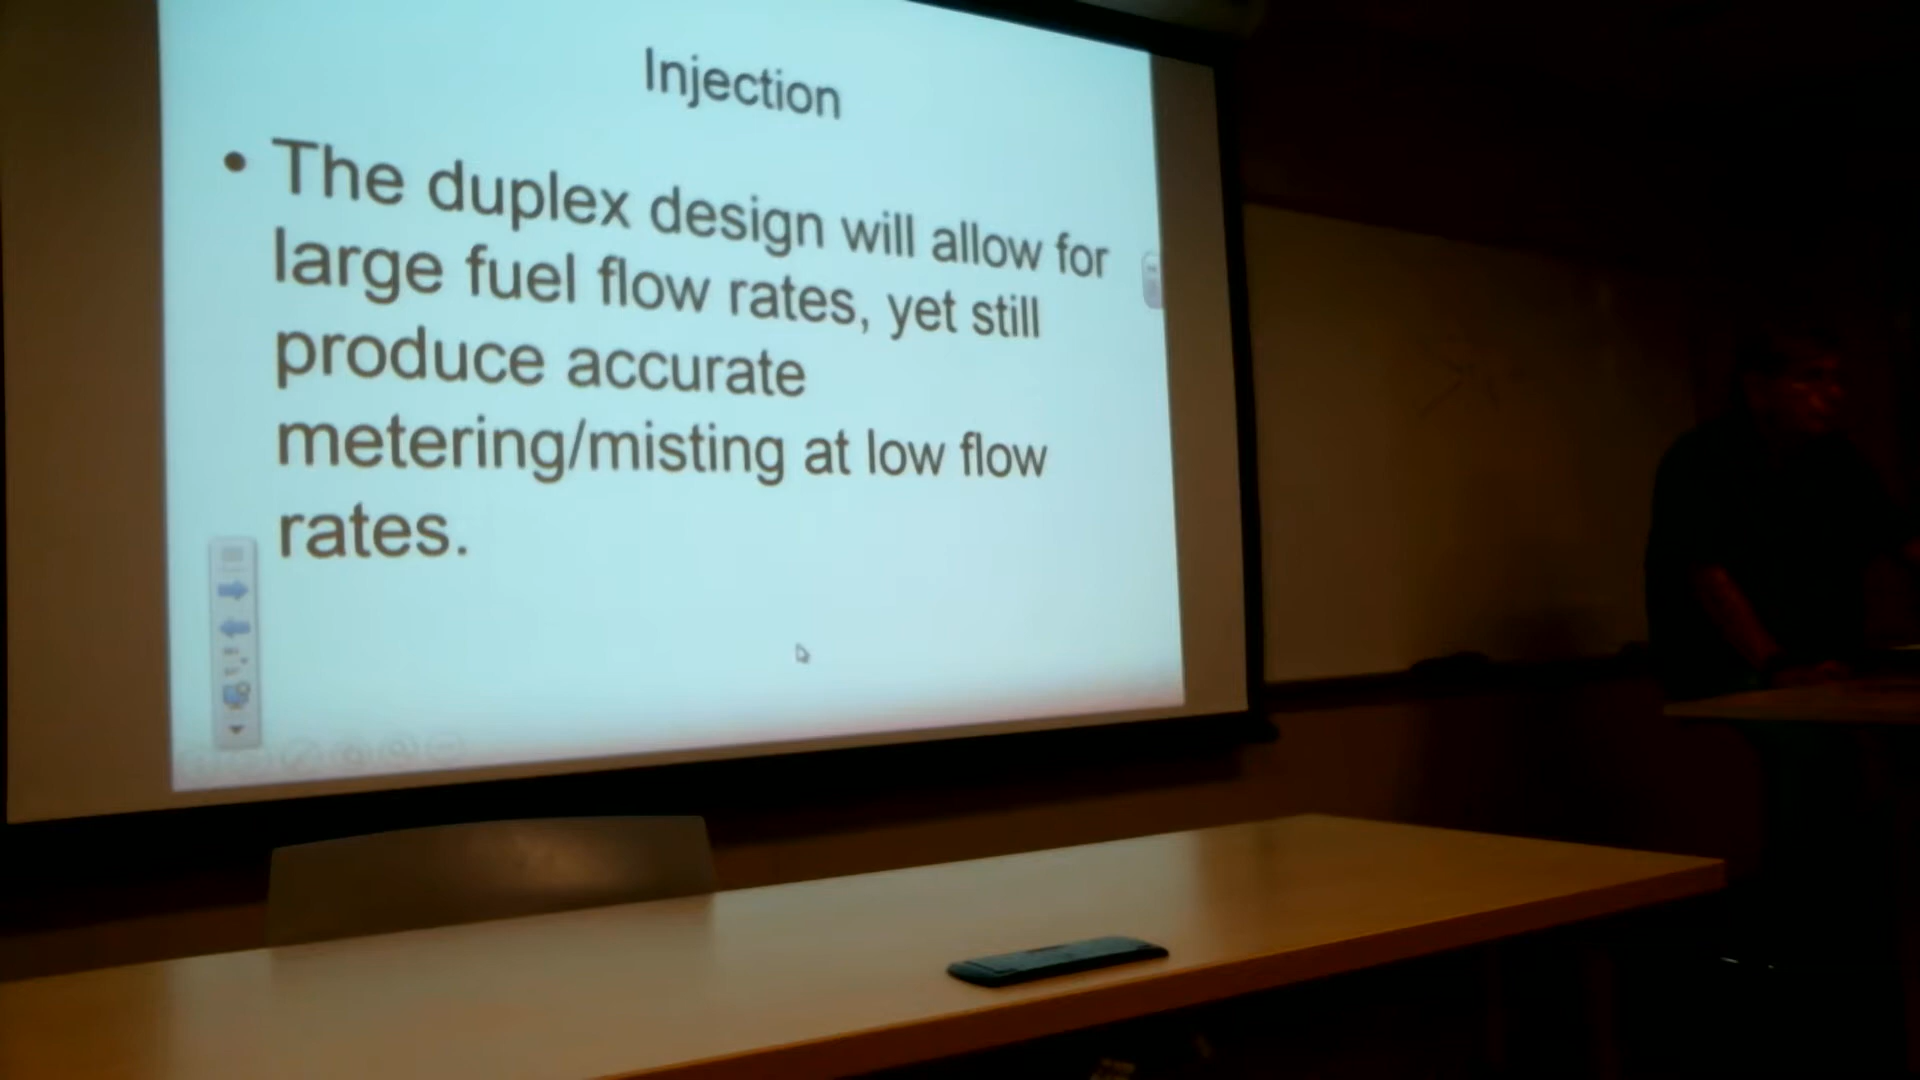 Injection
• The duplex design will allow for
large fuel flow rates, yet still
produce accurate
metering/misting at low flow
rates.